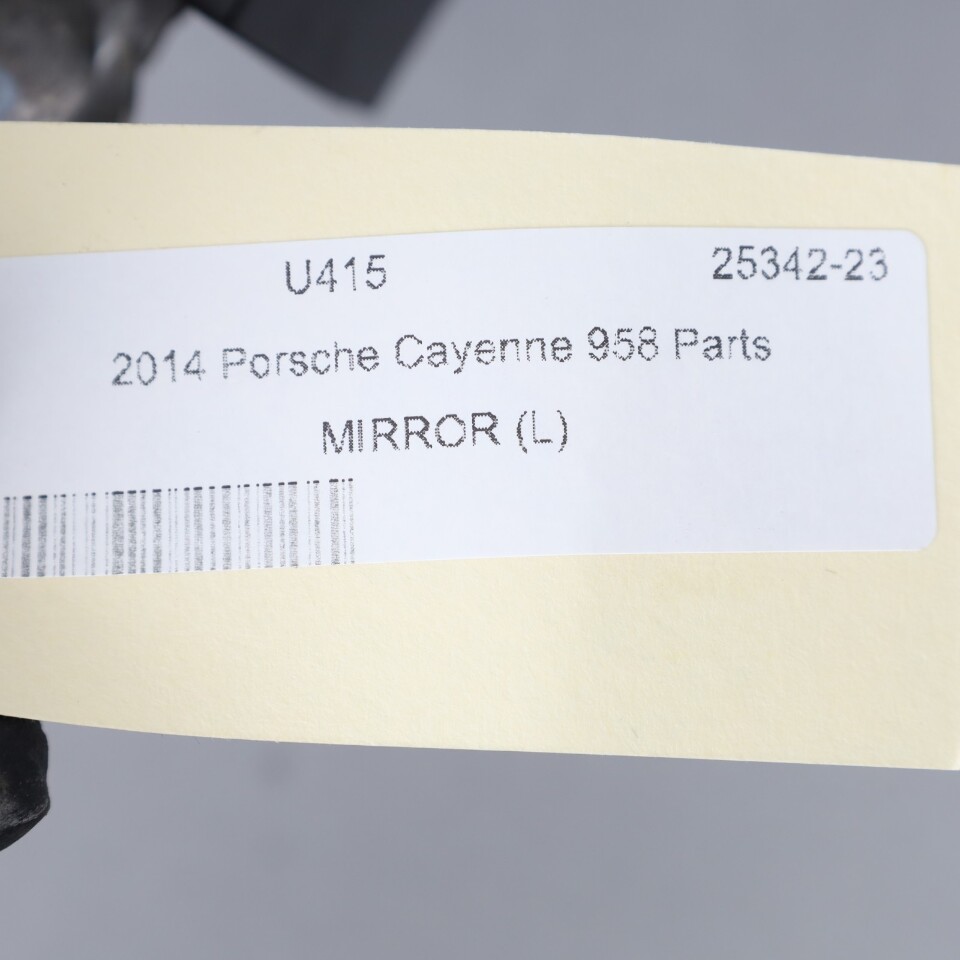 U415 25342-23
2014 Porsche Cayenne 958 Parts
MIRROR (L)